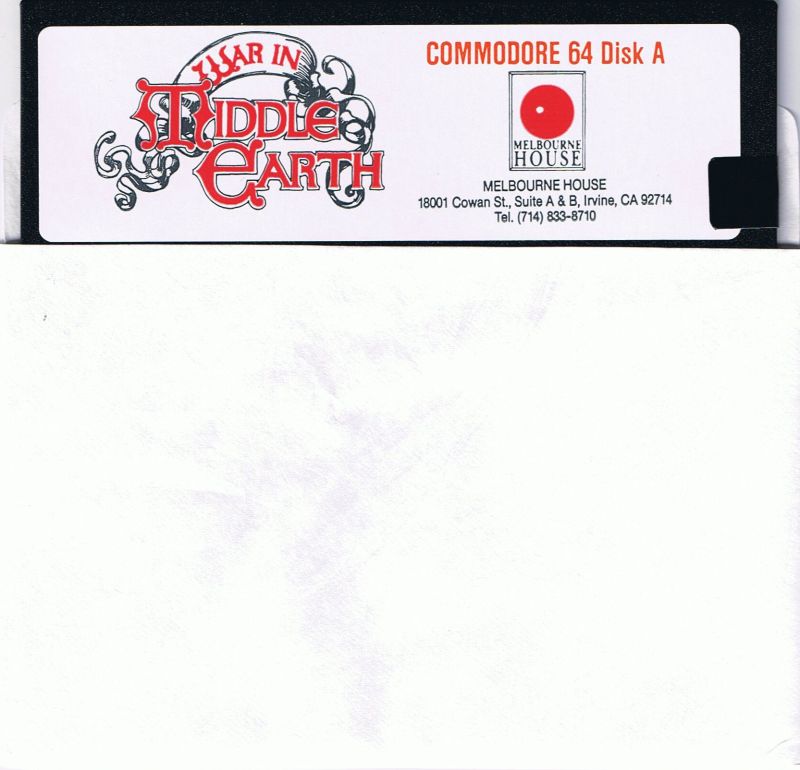 WAR IN
MIDDLE
EARTH
COMMODORE 64 Disk A
MELBOURNE
HOUSE
MELBOURNE HOUSE
18001 Cowan St., Suite A & B, Irvine, CA 92714
Tel. (714) 833-8710